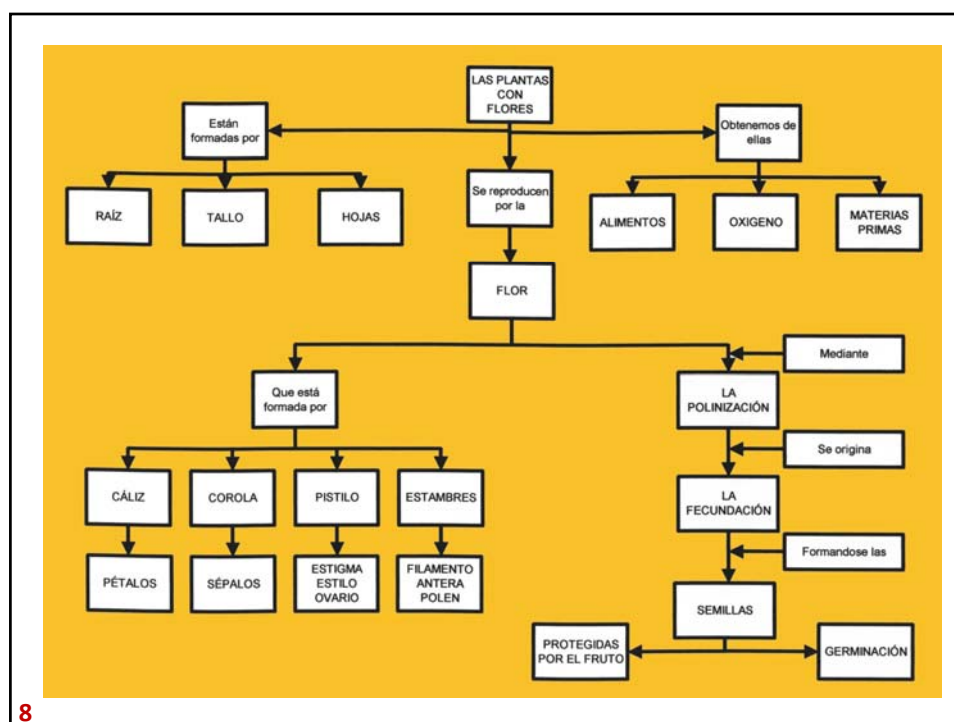 LAS PLANTAS
CON
FLORES
Están
formadas por
Obtenemos de
ellas
RAÍZ
TALLO
HOJAS
Se reproducen
por la
ALIMENTOS
OXIGENO
MATERIAS
PRIMAS
FLOR
Mediante
Que está
formada por
LA
POLINIZACIÓN
Se origina
CÁLIZ
COROLA
PISTILO
ESTAMBRES
LA
FECUNDACIÓN
Formandose las
PÉTALOS
SÉPALOS
ESTIGMA
ESTILO
OVARIO
FILAMENTO
ANTERA
POLEN
SEMILLAS
PROTEGIDAS
POR EL FRUTO
GERMINACIÓN
8